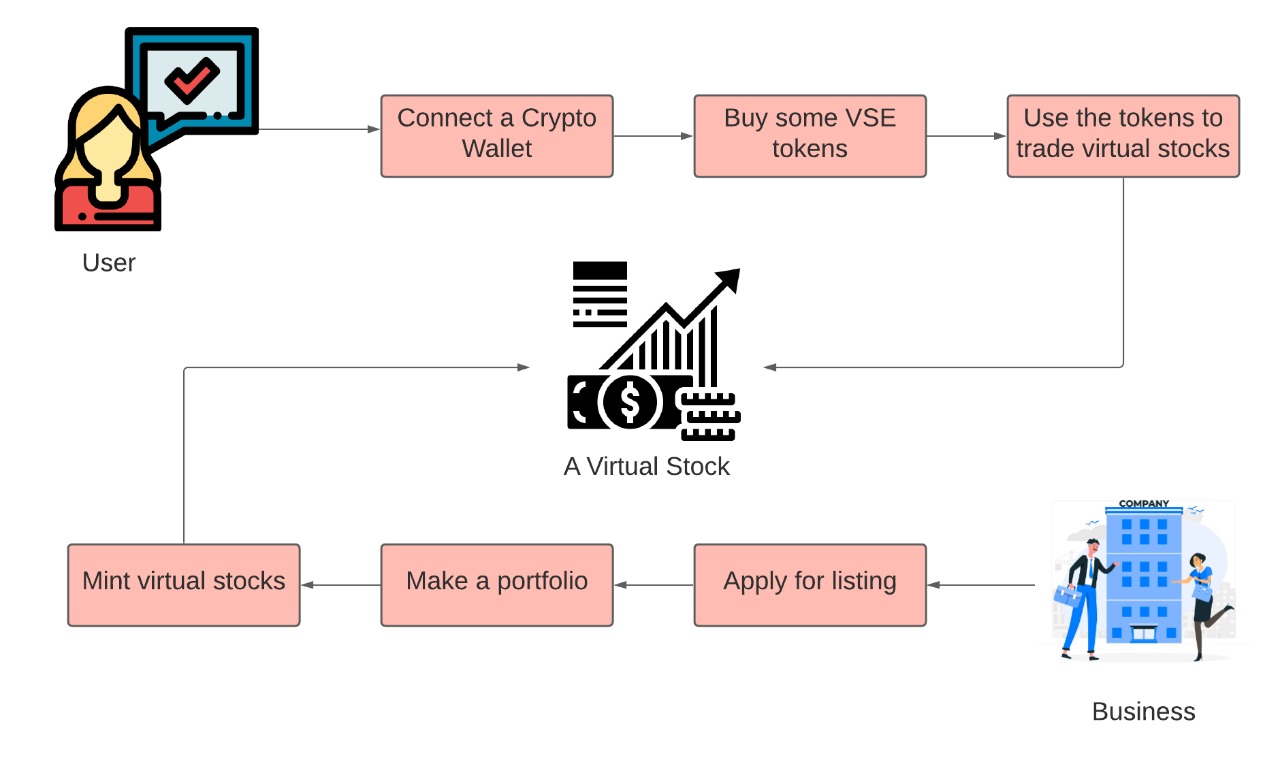 Connect a Crypto
Wallet
Buy some VSE
tokens
Use the tokens to
trade virtual stocks
User
$
A Virtual Stock
COMPANY
Mint virtual stocks
Make a portfolio
Apply for listing
Business